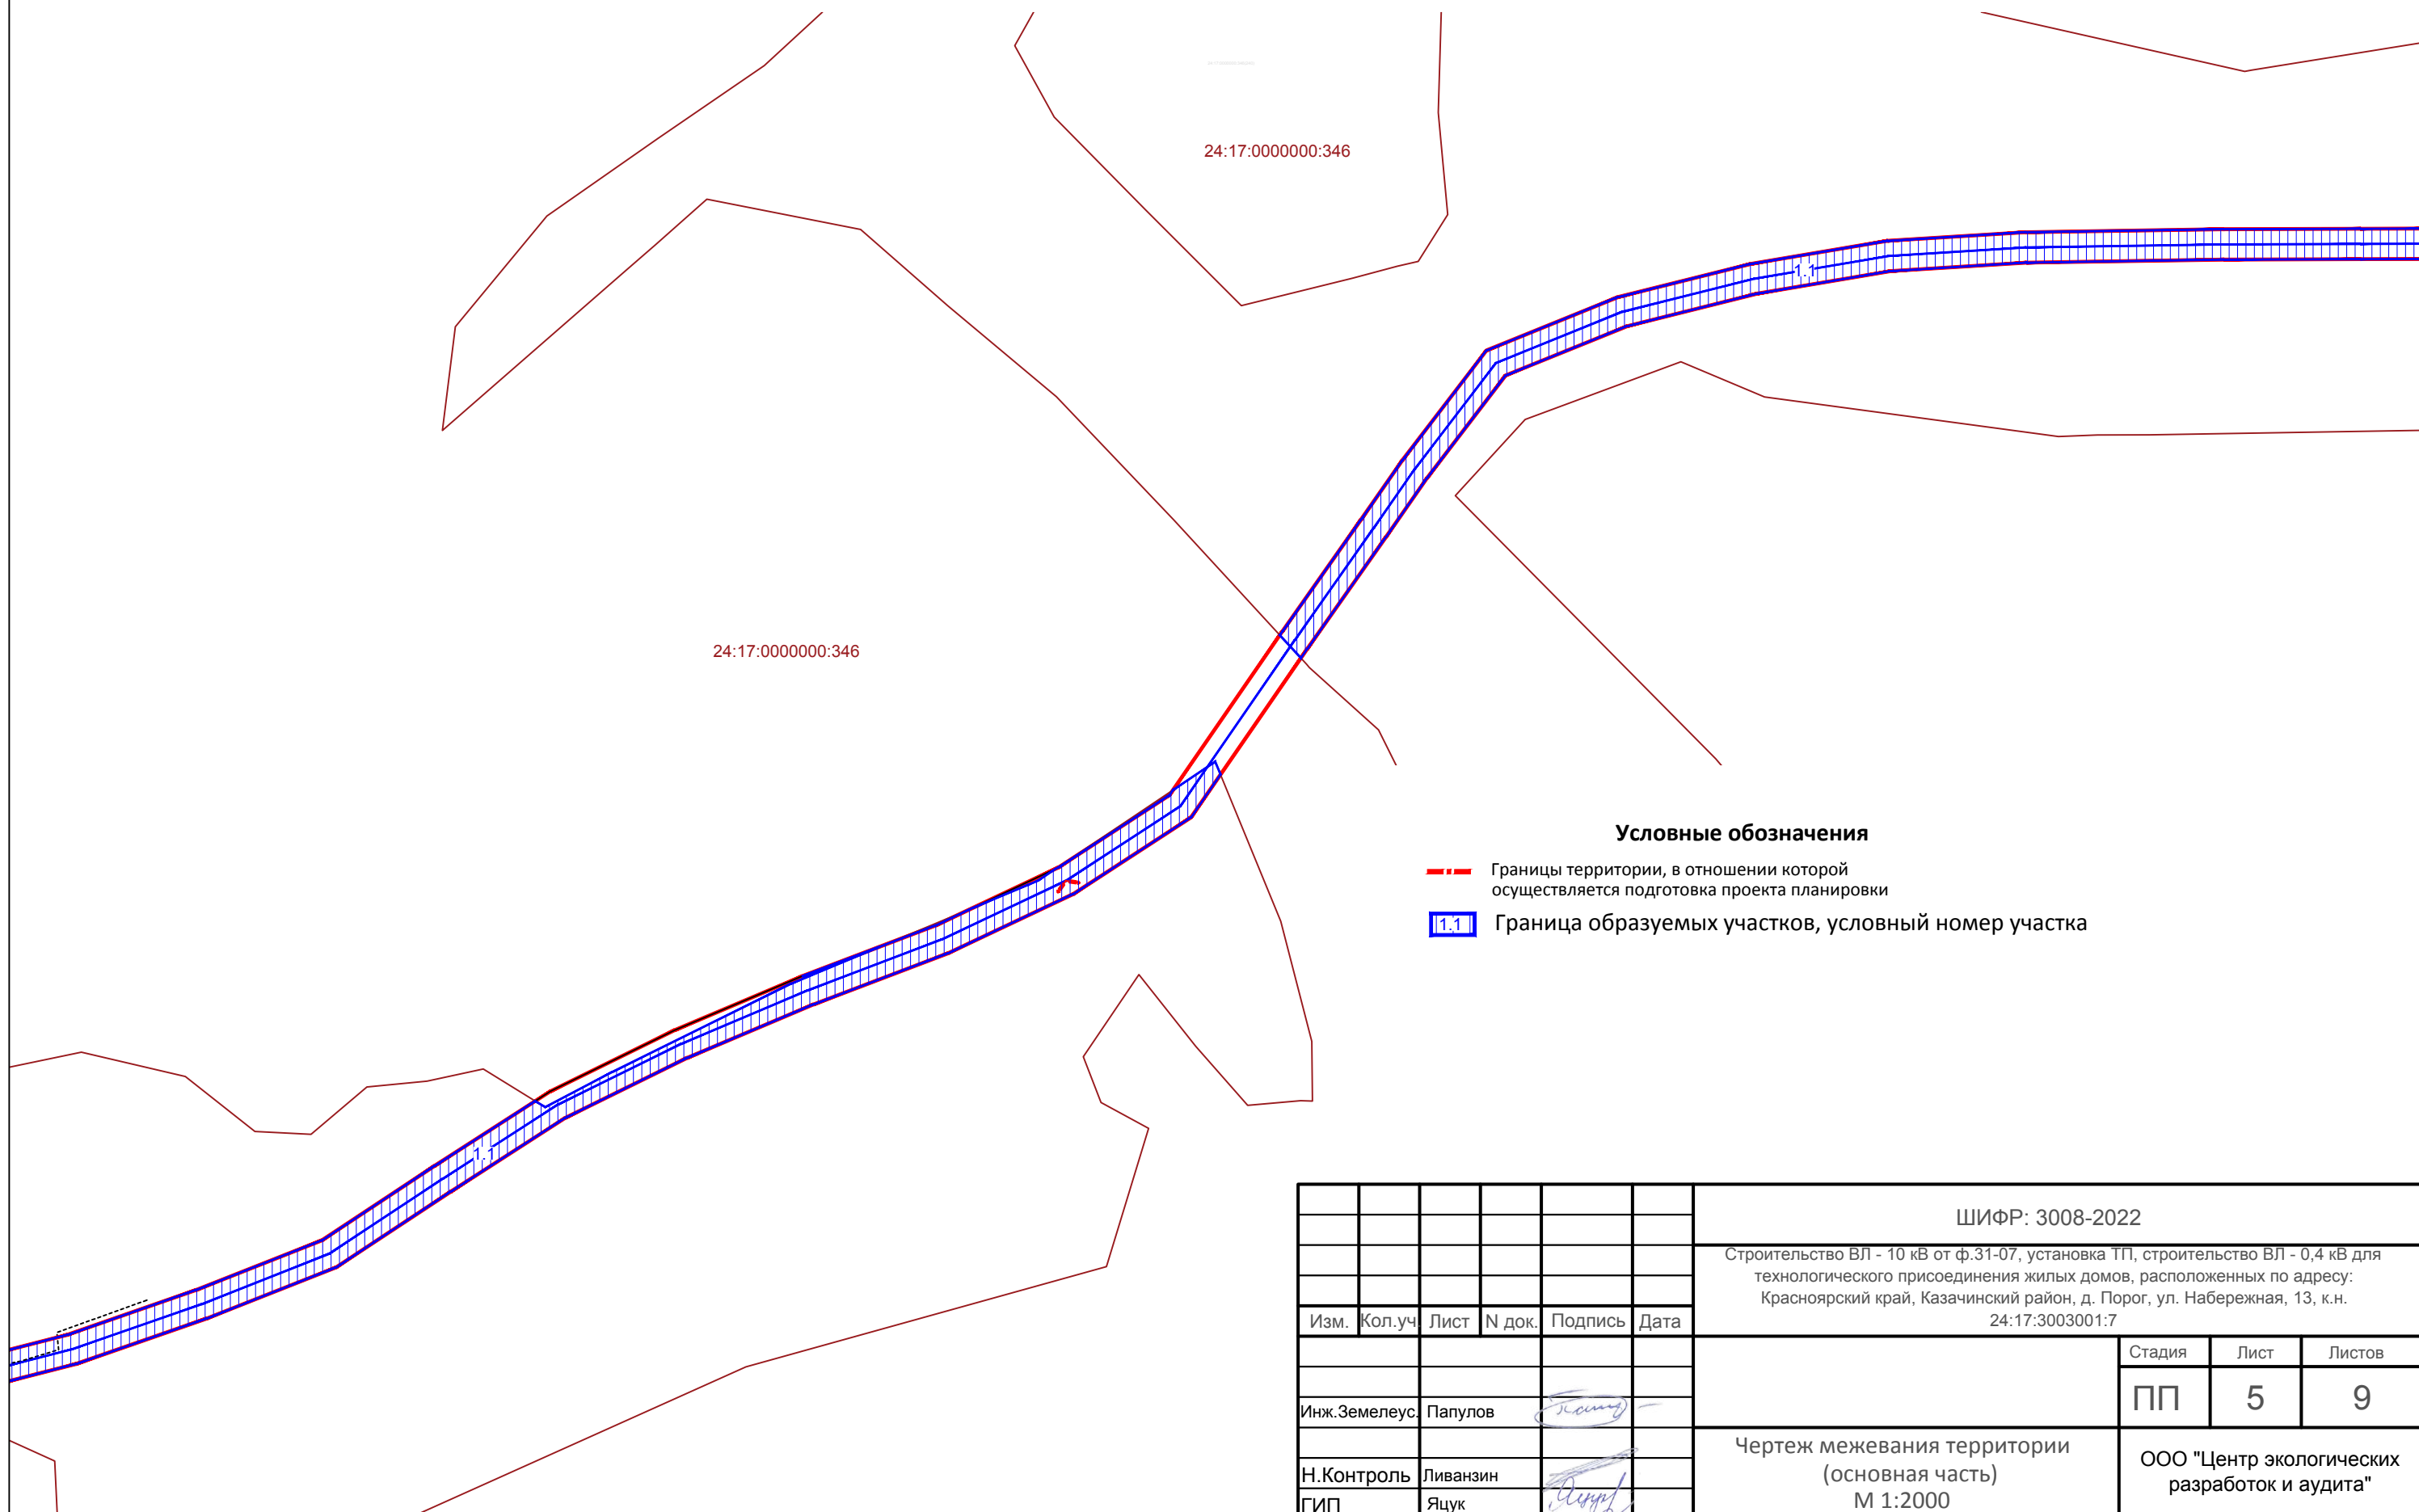 24:17:0000000:346
1.1
24:17:0000000:346
Условные обозначения
Границы территории, в отношении которой
осуществляется подготовка проекта планировки
1.1 Граница образуемых участков, условный номер участка
1.1
ШИФР: 3008-2022
Строительство ВЛ - 10 кВ от ф.31-07, установка ТП, строительство ВЛ - 0,4 кВ для
технологического присоединения жилых домов, расположенных по адресу:
Красноярский край, Казачинский район, д. Порог, ул. Набережная, 13, к.н.
24:17:3003001:7
Изм. Кол.уч. Лист N док. Подпись Дата
Стадия Лист Листов
ПП 5 9
Инж.Земелеус. Папулов
Чертеж межевания территории
(основная часть)
М 1:2000
ООО "Центр экологических
разработок и аудита"
Н.Контроль Ливанзин
ГИП Яцук